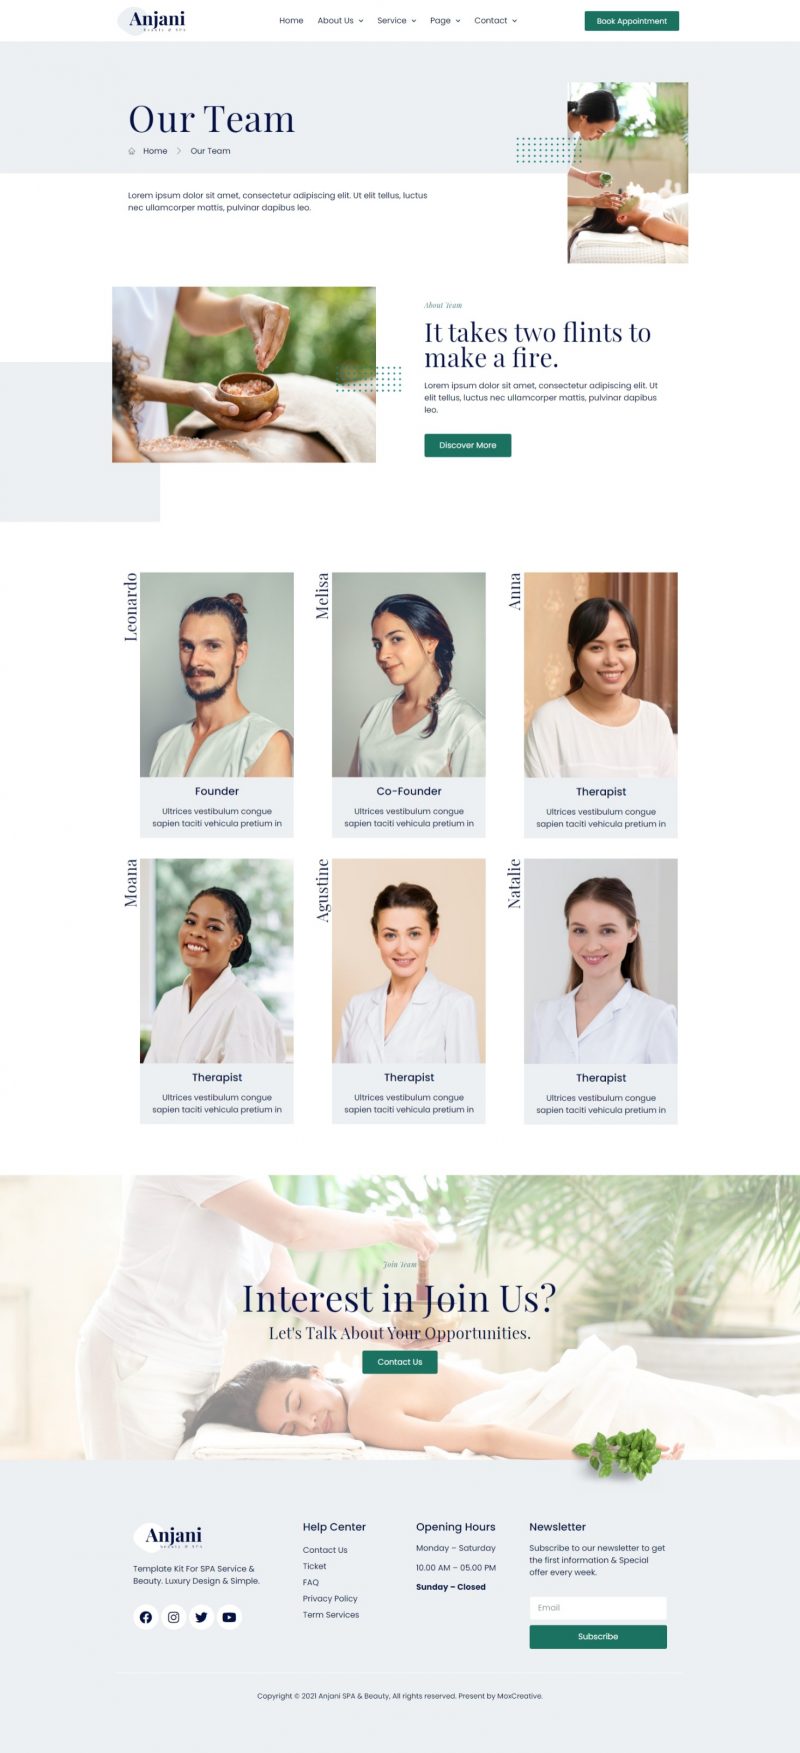 Anjani
Beauty & SPA
Home
About Us
Service
Page
Contact
Book Appointment
Our Team
Home
Our Team
Lorem ipsum dolor sit amet, consectetur adipiscing elit. Ut elit tellus, luctus
nec ullamcorper mattis, pulvinar dapibus leo.
About Team
It takes two flints to
make a fire.
Lorem ipsum dolor sit amet, consectetur adipiscing elit. Ut
elit tellus, luctus nec ullamcorper mattis, pulvinar dapibus
leo.
Discover More
Leonardo
Founder
Ultrices vestibulum congue
sapien taciti vehicula pretium in
Melisa
Co-Founder
Ultrices vestibulum congue
sapien taciti vehicula pretium in
Anna
Therapist
Ultrices vestibulum congue
sapien taciti vehicula pretium in
Moana
Therapist
Ultrices vestibulum congue
sapien taciti vehicula pretium in
Agustine
Therapist
Ultrices vestibulum congue
sapien taciti vehicula pretium in
Natalie
Therapist
Ultrices vestibulum congue
sapien taciti vehicula pretium in
Join Team
Interest in Join Us?
Let's Talk About Your Opportunities.
Contact Us
Anjani
Beauty & SPA
Template Kit For SPA Service &
Beauty. Luxury Design & Simple.
Help Center
Contact Us
Ticket
FAQ
Privacy Policy
Term Services
Opening Hours
Monday – Saturday
10.00 AM – 05.00 PM
Sunday – Closed
Newsletter
Subscribe to our newsletter to get
the first information & Special
offer every week.
Email
Subscribe
Copyright © 2021 Anjani SPA & Beauty, All rights reserved. Present by MoxCreative.